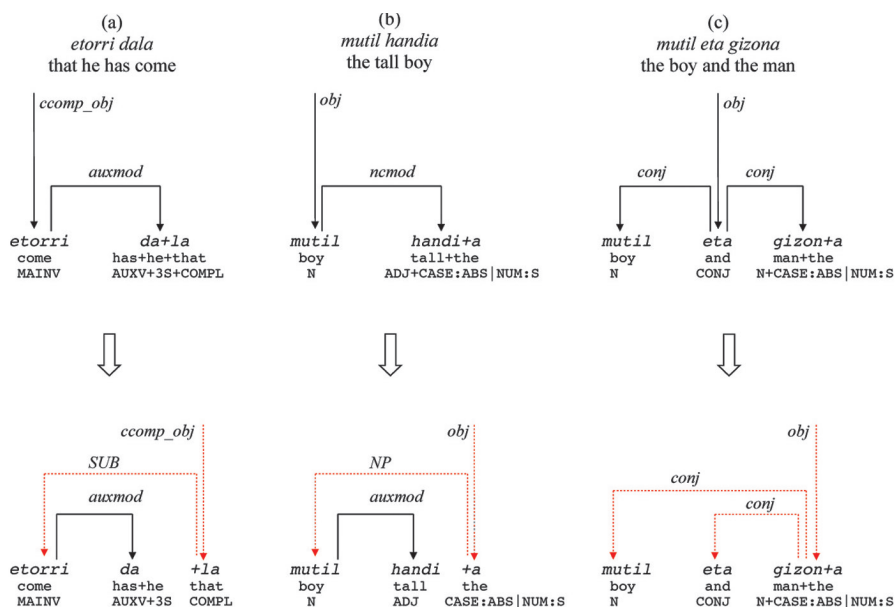 (a)
etorri dala
that he has come
ccomp_obj
auxmod
etorri da+la
come has+he+that
MAINV AUXV+3S+COMPL
ccomp_obj
SUB
auxmod
etorri da +la
come has+he that
MAINV AUXV+3S COMPL
(b)
mutil handia
the tall boy
obj
ncmod
mutil handi+a
boy tall+the
N ADJ+CASE:ABS|NUM:S
obj
NP
auxmod
mutil handi +a
boy tall the
N ADJ CASE:ABS|NUM:S
(c)
mutil eta gizona
the boy and the man
obj
conj conj
mutil eta gizon+a
boy and man+the
N CONJ N+CASE:ABS|NUM:S
obj
conj
conj
mutil eta gizon+a
boy and man+the
N CONJ N+CASE:ABS|NUM:S